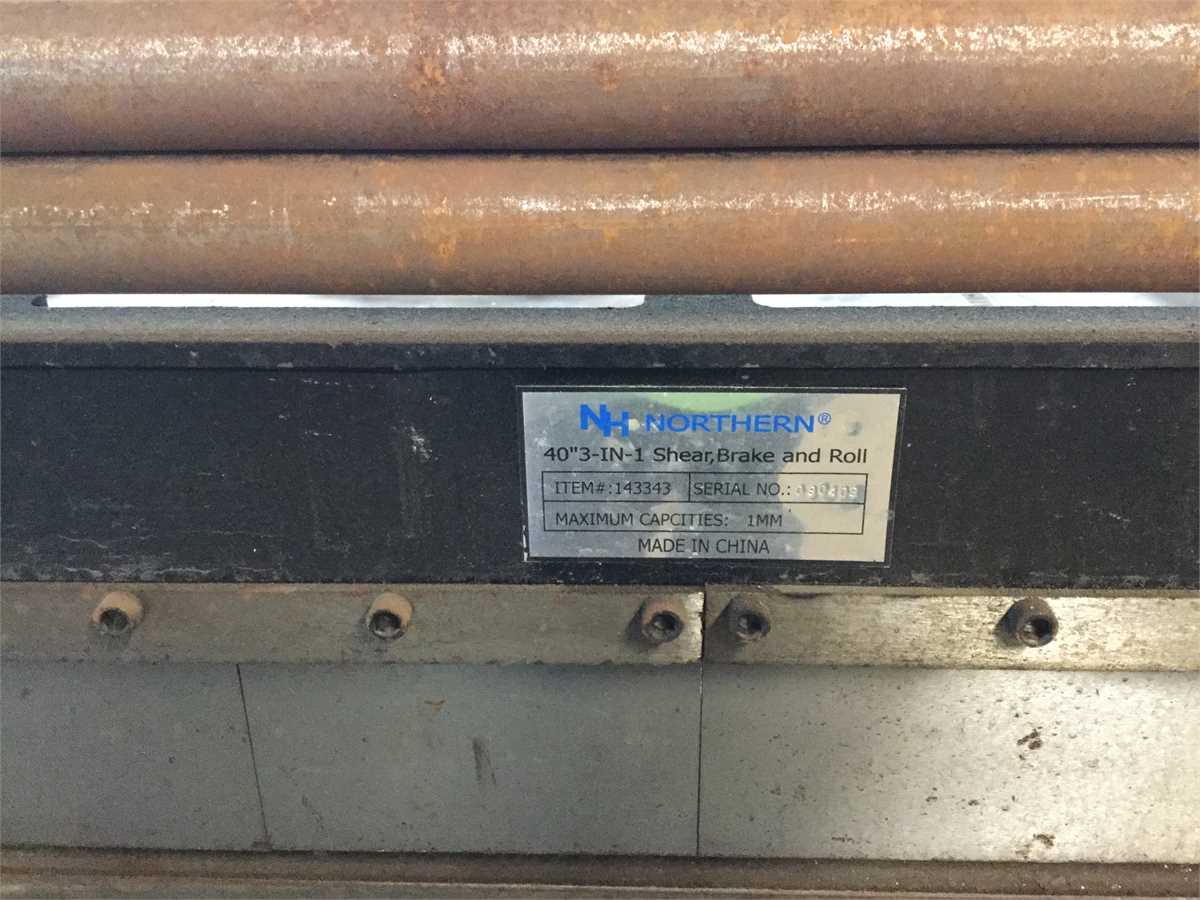 NH NORTHERN®
40"3-IN-1 Shear,Brake and Roll
ITEM#:143343 SERIAL NO.:
MAXIMUM CAPCITIES: 1MM
MADE IN CHINA